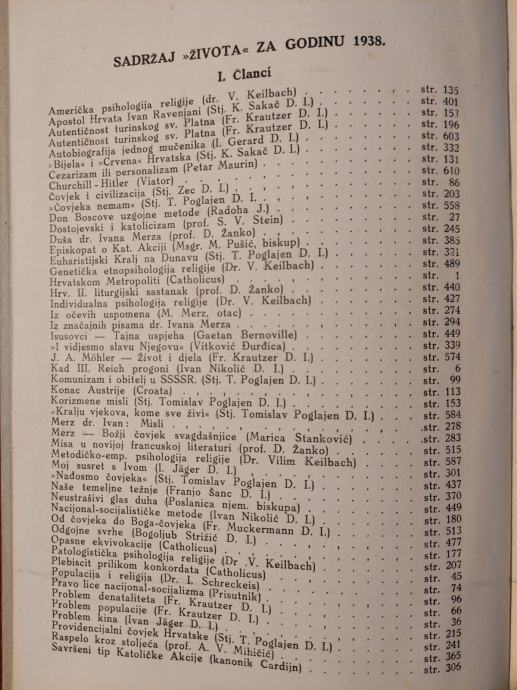 SADRŽAJ »ŽIVOTA« ZA GODINU 1938.
I. Članci
Američka psihologija religije (dr. V. Keilbach) str. 135
Apostol Hrvata Ivan Ravenjani (Stj. K. Sakač D. I.) str. 401
Autentičnost turinskog sv. Platna (Fr. Krautzer D. I.) str. 153
Autentičnost turinskog sv. Platna (Fr. Krautzer D. I.) str. 196
Autobiografija jednog mučenika (I. Gerard D. I.) str. 603
»Bijela« i »Crvena« Hrvatska (Stj. K. Sakač D. I.) str. 332
Cezarizam ili personalizam (Petar Maurin) str. 131
Churchill - Hitler (Viator) str. 610
Čovjek i civilizacija (Stj. Zec D. I.) str. 86
»Čovjeka nemam« (Stj. T. Poglajen D. I. str. 203
Don Boscove uzgojne metode (Radoha J.) str. 558
Dostojevski i katolicizam (prof. S. V. Stein) str. 27
Duša dr. Ivana Merza (prof. D. Žanko) str. 245
Episkopat o Kat. Akciji (Msgr. M. Pušić, biskup) str. 385
Euharistijski Kralj na Dunavu (Stj. T. Poglajen D. I.) str. 321
Genetička etnopsihologija religije (Dr. V. Keilbach) str. 489
Hrvatskom Metropoliti (Catholicus) str. 1
Hrv. II. liturgijski sastanak (prof. D. Žanko) str. 440
Individualna psihologija religije (Dr. V. Keilbach) str. 427
Iz očevih uspomena (M. Merz, otac) str. 274
Iz značajnih pisama dr. Ivana Merza str. 294
Isusovci — Tajna uspjeha (Gaetan Bernoville) str. 449
»I vidjesmo slavu Njegovu« (Vitković Đurđica) str. 339
J. A. Möhler — Život i djela (Fr. Krautzer D. I.) str. 574
Kad III. Reich progoni (Ivan Nikolić D. I.) str. 6
Komunizam i obitelj u SSSR. (Stj. T. Poglajen D. I.) str. 99
Konac Austrije (Croata) str. 113
Korizmene misli (Stj. Tomislav Poglajen D. I.) str. 153
»Kralju vjekova, kome sve živi« (Stj. Tomislav Poglajen D. I.) str. 584
Merz dr. Ivan: Misli str. 278
Merz — Božji čovjek svagdašnjice (Marica Stanković) str. 283
Misa u novijoj francuskoj literaturi (prof. D. Žanko) str. 515
Metodičko-emp. psihologija religije (Dr. Vilim Keilbach) str. 587
Moj susret s Ivom (I. Jäger D. I.) str. 301
»Nađosmo čovjeka« (Stj. Tomislav Poglajen D. I.) str. 437
Naše temeljne težnje (Franjo Šanc D. I.) str. 370
Neustrašivi glas duha (Poslanica njem. biskupa) str. 449
Nacijonal-socijalističke metode (Ivan Nikolić D. I.) str. 180
Od čovjeka do Boga-čovjeka (Fr. Muckermann D. I.) str. 513
Odgojne svrhe (Bogoljub Strižić D. I.) str. 477
Opasne ekvivokacije (Catholicus) str. 177
Patologistička psihologija religije (Dr .V. Keilbach) str. 207
Plebiscit prilikom konkordata (Catholicus) str. 45
Populacija i religija (Dr. I. Schreckeis) str. 74
Pravo lice nacijonal-socijalizma (Prisutnik) str. 96
Problem denataliteta (Fr. Krautzer D. I.) str. 66
Problem populacije (Fr. Krautzer D. I.) str. 36
Problem kina (Ivan Jäger D. I.) str. 215
Providencijalni čovjek Hrvatske (Stj. T. Poglajen D. I.) str. 241
Raspelo kroz stoljeća (prof. A. V. Mihičić) str. 365
Savršeni tip Katoličke Akcije (kanonik Cardijn) str. 306